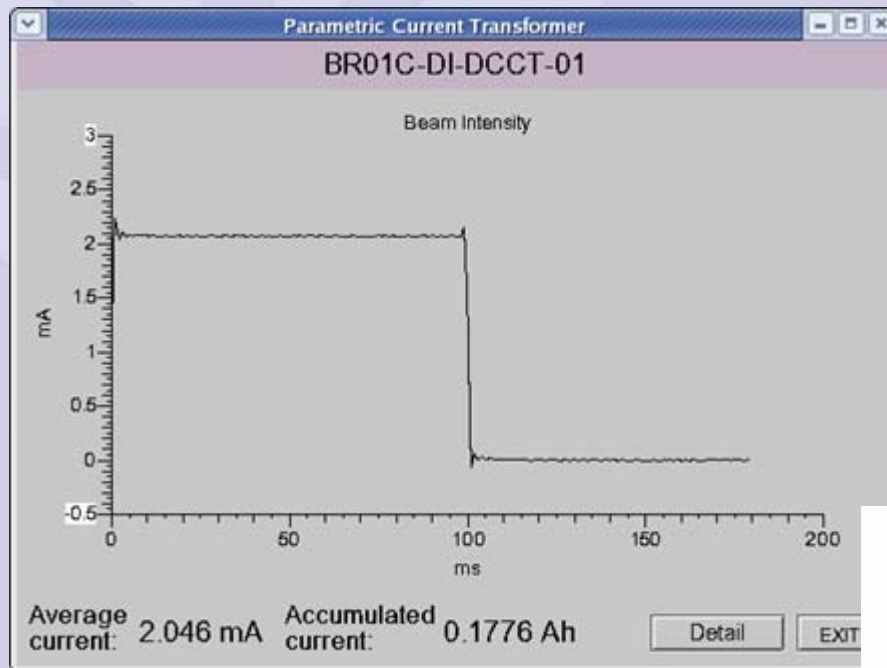 Parametric Current Transformer
BR01C-DI-DCCT-01
Beam Intensity
3
2.5
2
1.5
1
0.5
0
-0.5
mA
0 50 100 150 200
ms
Average current: 2.046 mA Accumulated current: 0.1776 Ah
Detail EXIT